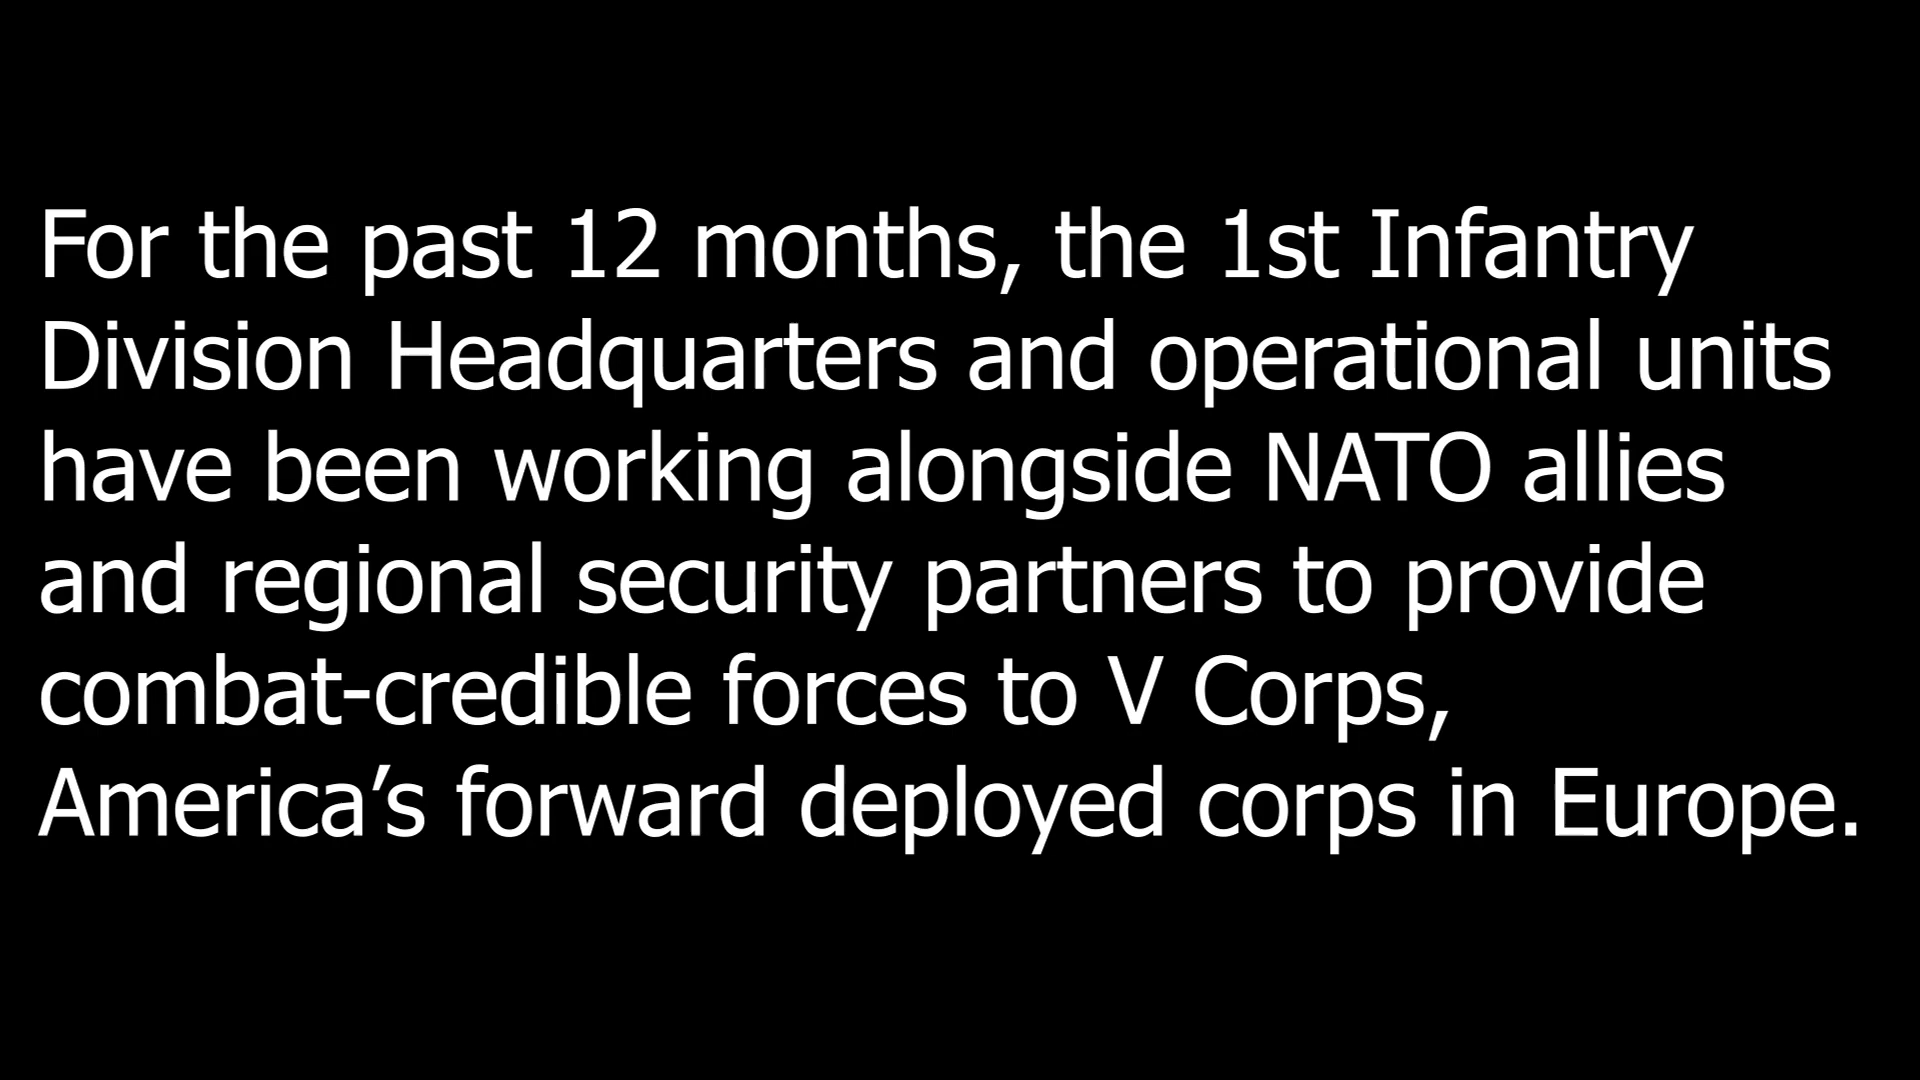 For the past 12 months, the 1st Infantry
Division Headquarters and operational units
have been working alongside NATO allies
and regional security partners to provide
combat-credible forces to V Corps,
America’s forward deployed corps in Europe.